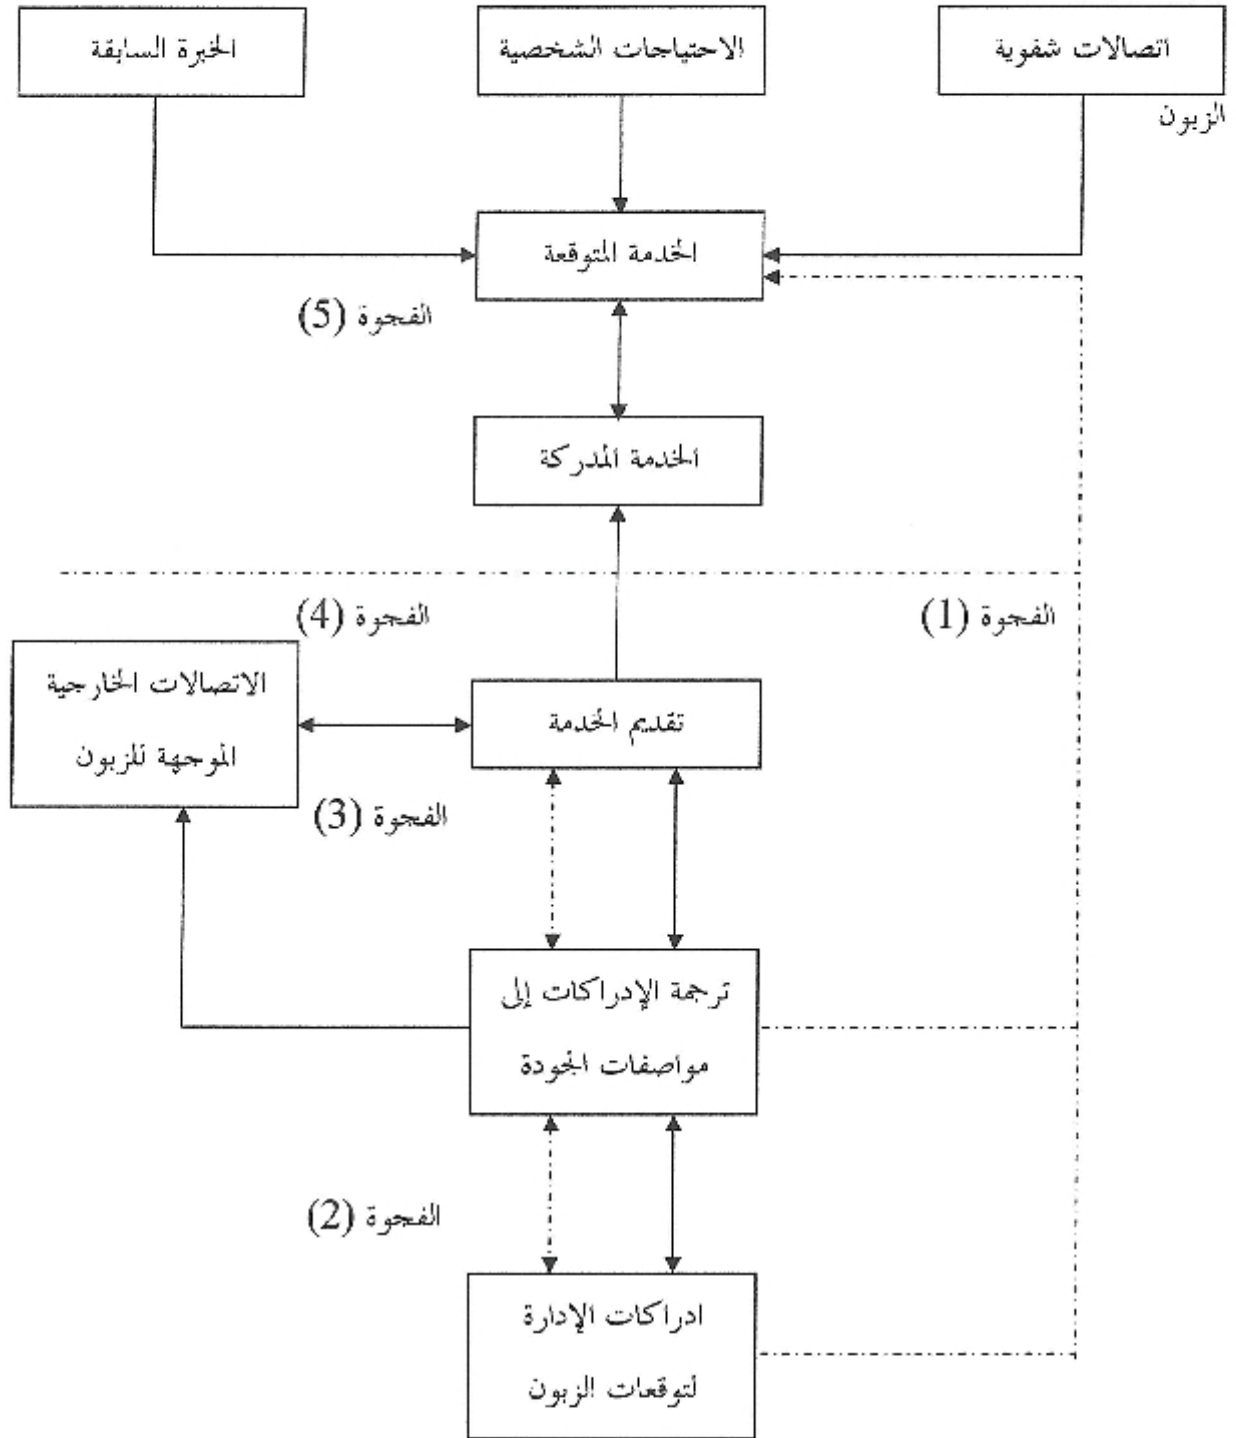 اتصالات شفوية
الاحتياجات الشخصية
الخبرة السابقة
الزبون
الخدمة المتوقعة
الفجوة (5)
الخدمة المدركة
الفجوة (1)
الفجوة (4)
الاتصالات الخارجية
الموجهة للزبون
تقديم الخدمة
الفجوة (3)
ترجمة الإدراكات إلى
مواصفات الجودة
الفجوة (2)
ادراكات الإدارة
لتوقعات الزبون